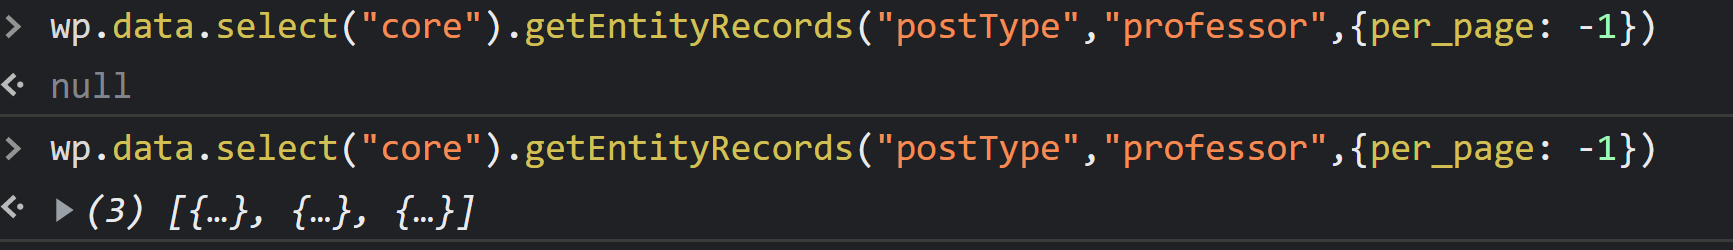 > wp.data.select("core").getEntityRecords("postType","professor",{per_page: -1})
null
> wp.data.select("core").getEntityRecords("postType","professor",{per_page: -1})
▶ (3) [{…}, {…}, {…}]